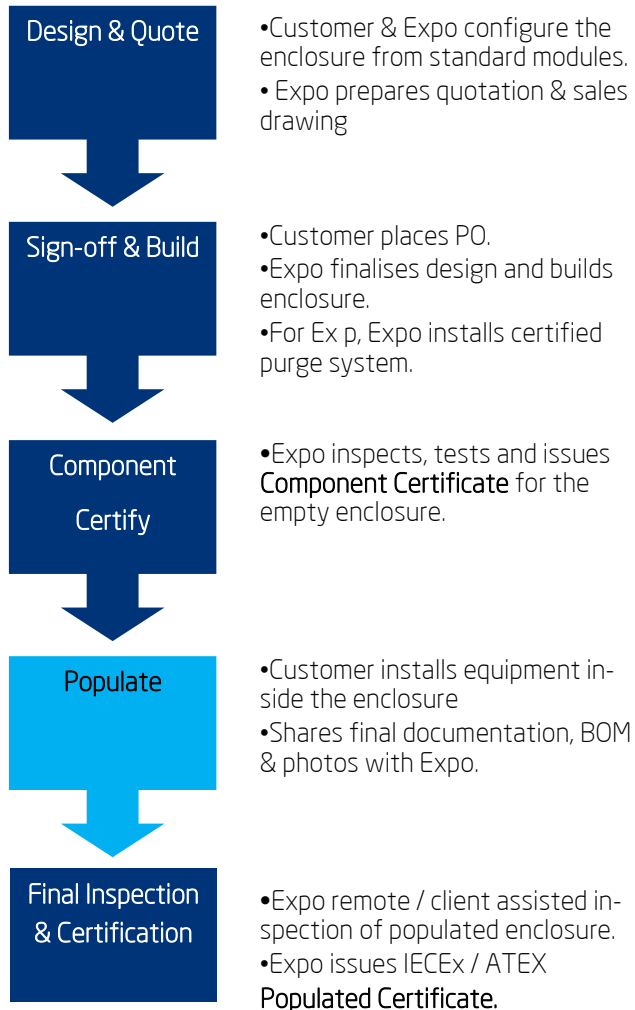 Design & Quote
•Customer & Expo configure the
enclosure from standard modules.
• Expo prepares quotation & sales
drawing
Sign-off & Build
•Customer places PO.
•Expo finalises design and builds
enclosure.
•For Ex p, Expo installs certified
purge system.
Component
Certify
•Expo inspects, tests and issues
Component Certificate for the
empty enclosure.
Populate
•Customer installs equipment in-
side the enclosure
•Shares final documentation, BOM
& photos with Expo.
Final Inspection
& Certification
•Expo remote / client assisted in-
spection of populated enclosure.
•Expo issues IECEx / ATEX
Populated Certificate.